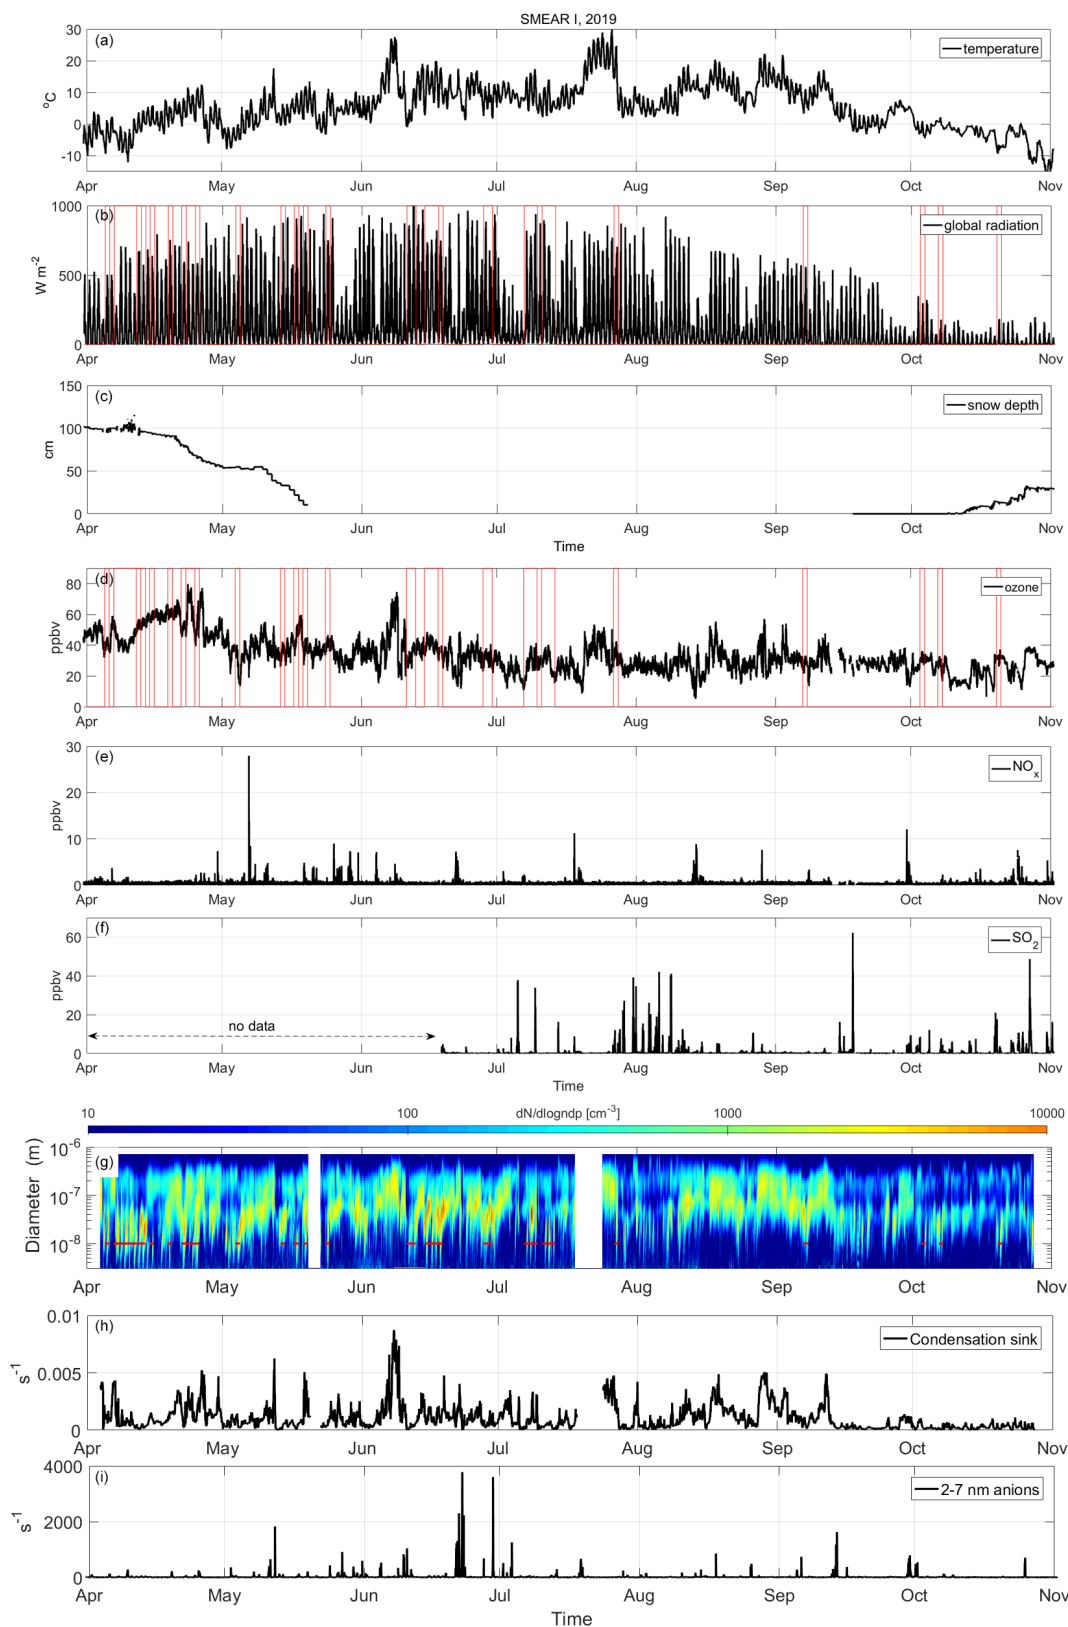 SMEAR I, 2019
(a)
temperature
°C
30
20
10
0
-10
Apr May Jun Jul Aug Sep Oct Nov
(b)
global radiation
W m⁻²
1000
500
0
Apr May Jun Jul Aug Sep Oct Nov
(c)
snow depth
cm
150
100
50
0
Apr May Jun Jul Aug Sep Oct Nov
Time
(d)
ozone
ppbv
80
60
40
20
0
Apr May Jun Jul Aug Sep Oct Nov
(e)
NOₓ
ppbv
30
20
10
0
Apr May Jun Jul Aug Sep Oct Nov
(f)
SO₂
ppbv
60
40
20
0
no data
Apr May Jun Jul Aug Sep Oct Nov
Time
10 100 dN/dlogndp [cm⁻³] 1000 10000
(g)
Diameter (m)
10⁻⁶
10⁻⁷
10⁻⁸
Apr May Jun Jul Aug Sep Oct Nov
(h)
Condensation sink
s⁻¹
0.01
0.005
0
Apr May Jun Jul Aug Sep Oct Nov
(i)
2-7 nm anions
s⁻¹
4000
2000
0
Apr May Jun Jul Aug Sep Oct Nov
Time